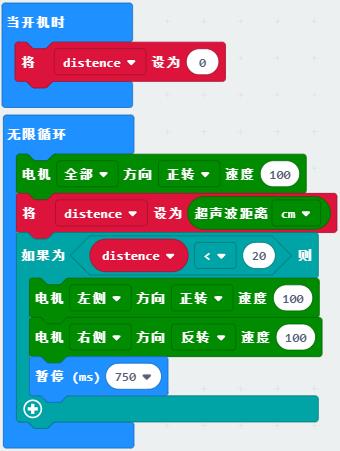 当开机时
将 distence 设为 0
无限循环
电机 全部 方向 正转 速度 100
将 distence 设为 超声波距离 cm
如果为 distence < 20 则
电机 左侧 方向 正转 速度 100
电机 右侧 方向 反转 速度 100
暂停 (ms) 750